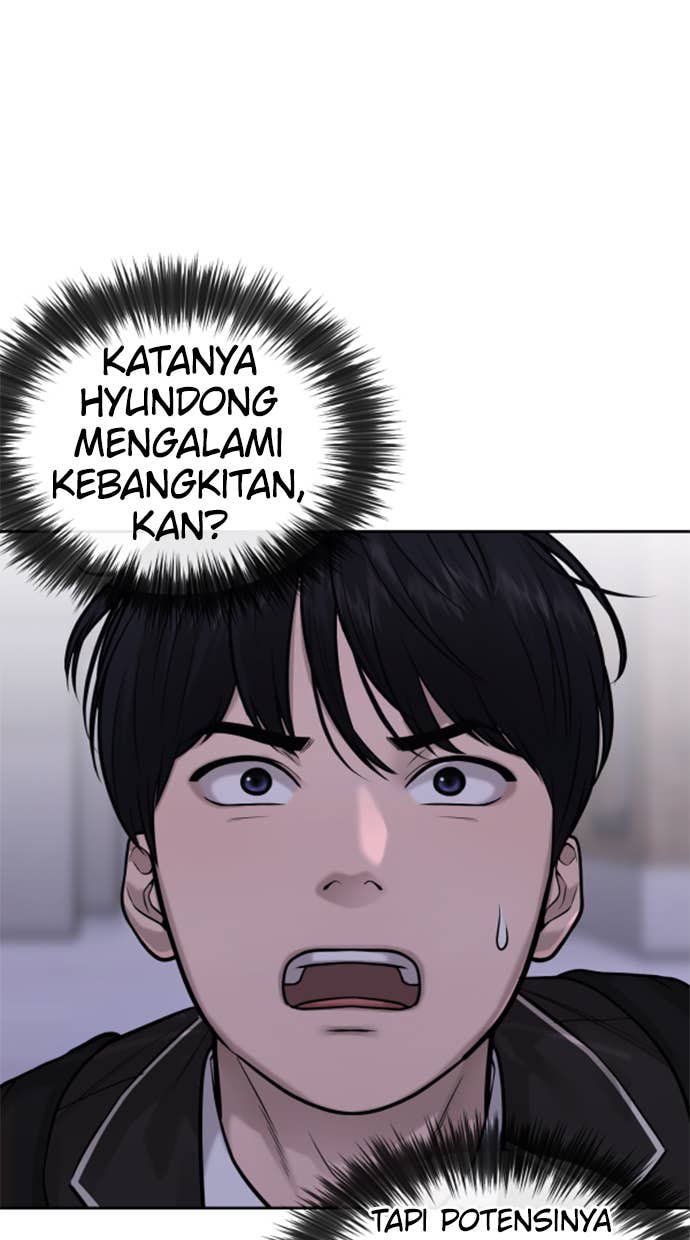 KATANYA
HYUNDONG
MENGALAMI
KEBANGKITAN,
KAN?
TAPI POTENSINYA